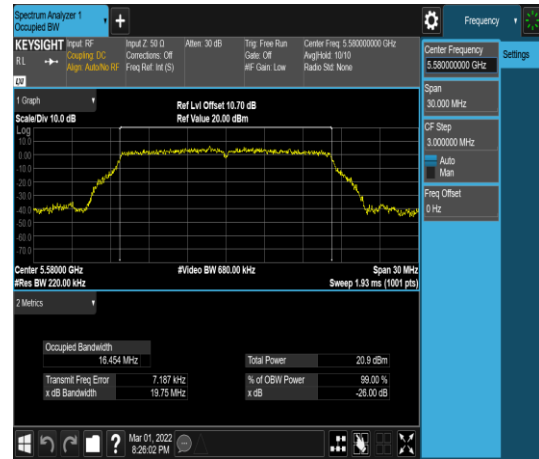 Spectrum Analyzer 1
Occupied BW
+
Frequency
KEYSIGHT
Input: RF
Coupling: DC
Align: Auto/No RF
RL
LW
Input Z: 50 Ω
Corrections: Off
Freq Ref: Int (S)
Atten: 30 dB
Trig: Free Run
Gate: Off
#IF Gain: Low
Center Freq: 5.580000000 GHz
Avg|Hold: 10/10
Radio Std: None
Center Frequency
5.580000000 GHz
Settings
Span
30.000 MHz
CF Step
3.000000 MHz
Auto
Man
Freq Offset
0 Hz
1 Graph
Scale/Div 10.0 dB
Ref Lvl Offset 10.70 dB
Ref Value 20.00 dBm
Log
10.0
0.00
-10.0
-20.0
-30.0
-40.0
-50.0
-60.0
-70.0
Center 5.58000 GHz
#Res BW 220.00 kHz
#Video BW 680.00 kHz
Span 30 MHz
Sweep 1.93 ms (1001 pts)
2 Metrics
Occupied Bandwidth
16.454 MHz
Total Power 20.9 dBm
Transmit Freq Error 7.187 kHz
% of OBW Power 99.00 %
x dB Bandwidth 19.75 MHz
x dB -26.00 dB
?
Mar 01, 2022
8:26:02 PM